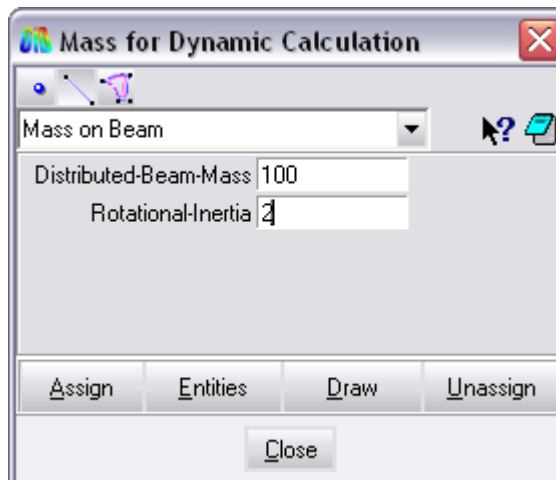 Mass for Dynamic Calculation
Mass on Beam
Distributed-Beam-Mass 100
Rotational-Inertia 2
Assign Entities Draw Unassign
Close